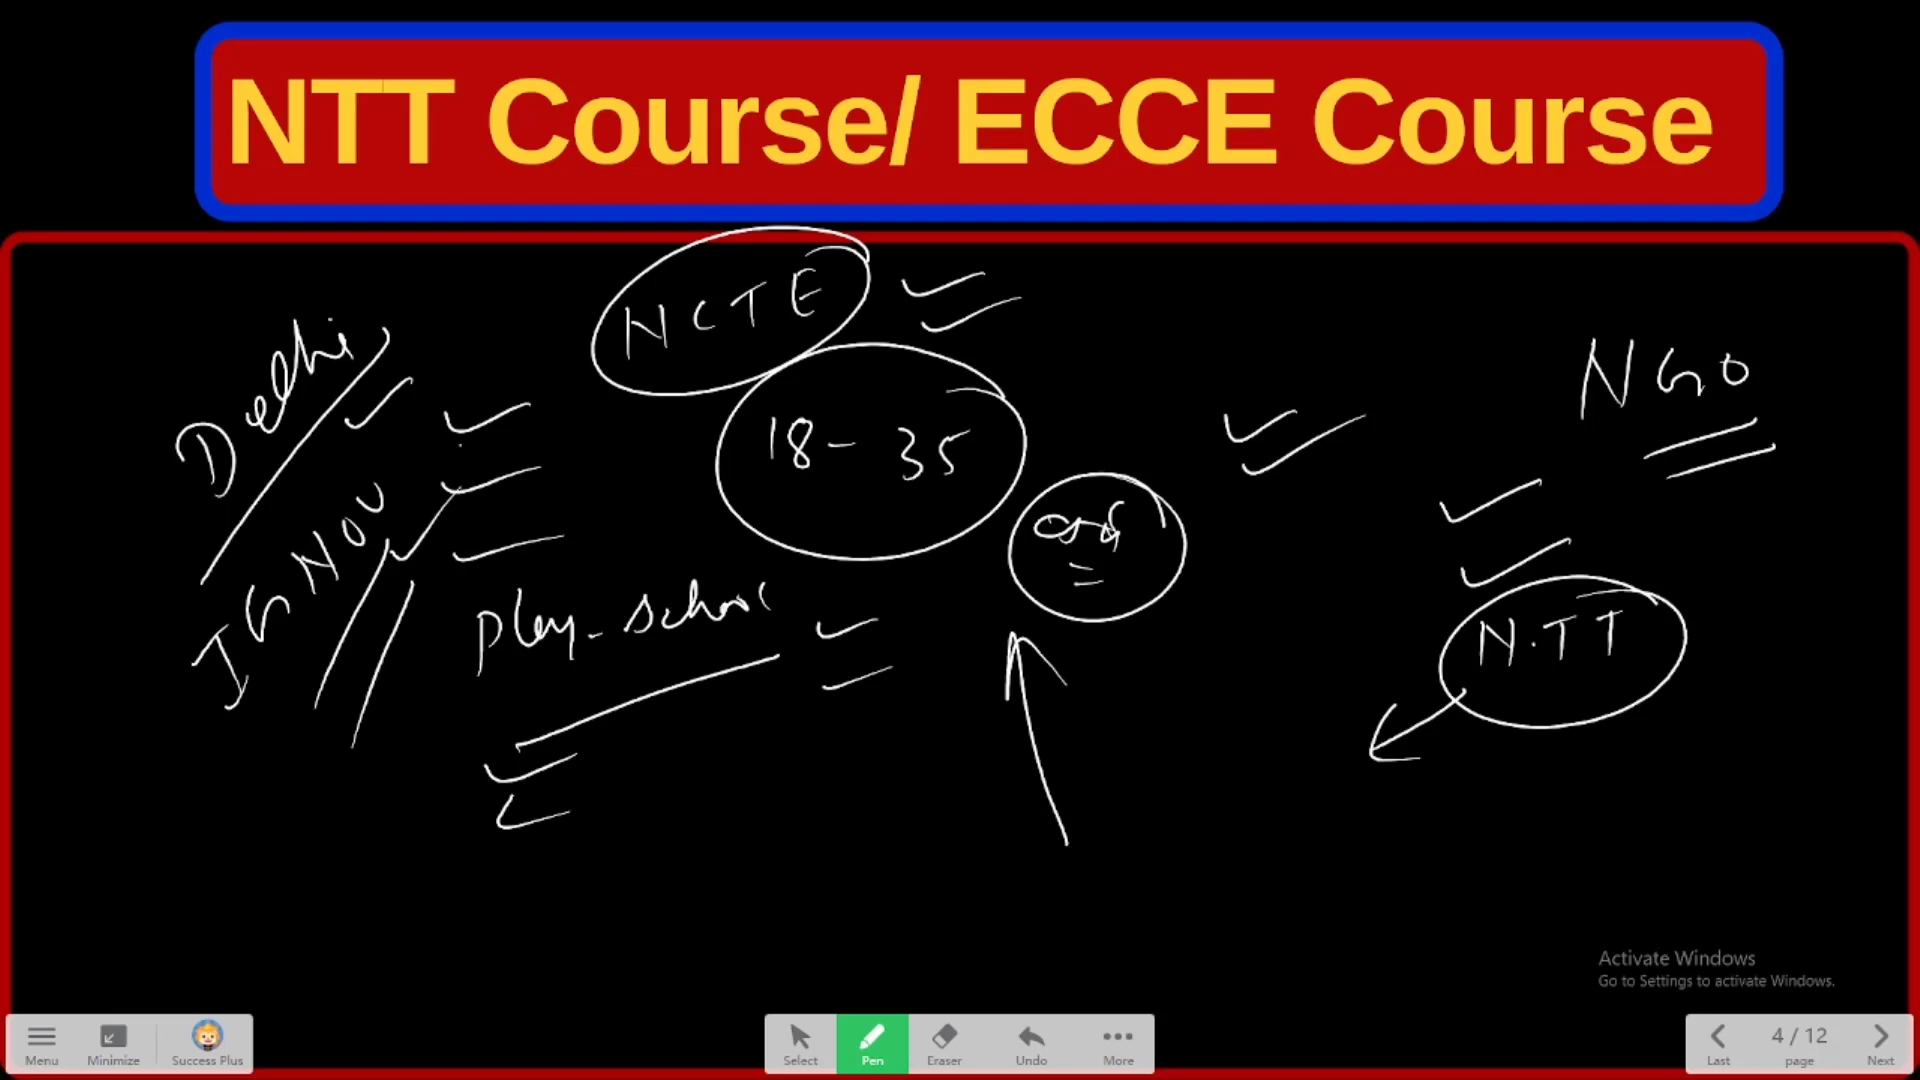 NTT Course/ ECCE Course
NCTE
Delhi
NGO
18-35
IGNOU
Play-School
N.TT
Activate Windows
Go to Settings to activate Windows.
Menu
Minimize
Success Plus
Select
Pen
Eraser
Undo
More
Last
4 / 12
page
Next